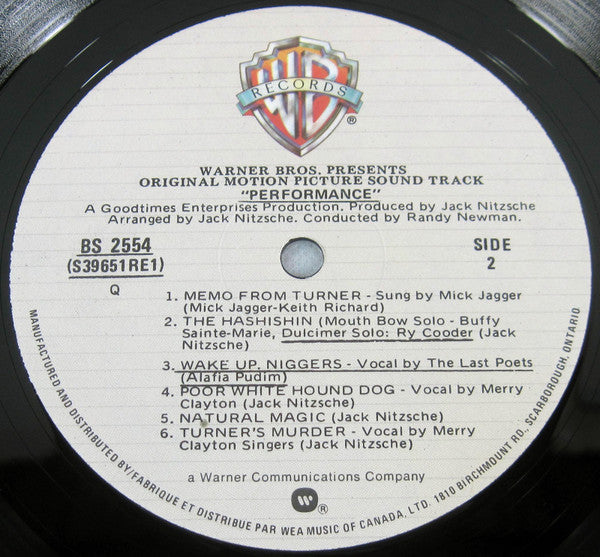 WB
RECORDS
®
WARNER BROS. PRESENTS
ORIGINAL MOTION PICTURE SOUND TRACK
"PERFORMANCE"
A Goodtimes Enterprises Production. Produced by Jack Nitzsche
Arranged by Jack Nitzsche. Conducted by Randy Newman.
BS 2554
(S39651RE1)
Q
SIDE
2
1. MEMO FROM TURNER - Sung by Mick Jagger
(Mick Jagger-Keith Richard)
2. THE HASHISHIN (Mouth Bow Solo - Buffy
Sainte-Marie, Dulcimer Solo: Ry Cooder (Jack
Nitzsche)
3. WAKE UP, NIGGERS - Vocal by The Last Poets
(Alafia Pudim)
4. POOR WHITE HOUND DOG - Vocal by Merry
Clayton (Jack Nitzsche)
5. NATURAL MAGIC (Jack Nitzsche)
6. TURNER'S MURDER - Vocal by Merry
Clayton Singers (Jack Nitzsche)
a Warner Communications Company
®
MANUFACTURED AND DISTRIBUTED BY/FABRIQUE ET DISTRIBUE PAR WEA MUSIC OF CANADA, LTD. 1810 BIRCHMOUNT RD., SCARBOROUGH, ONTARIO